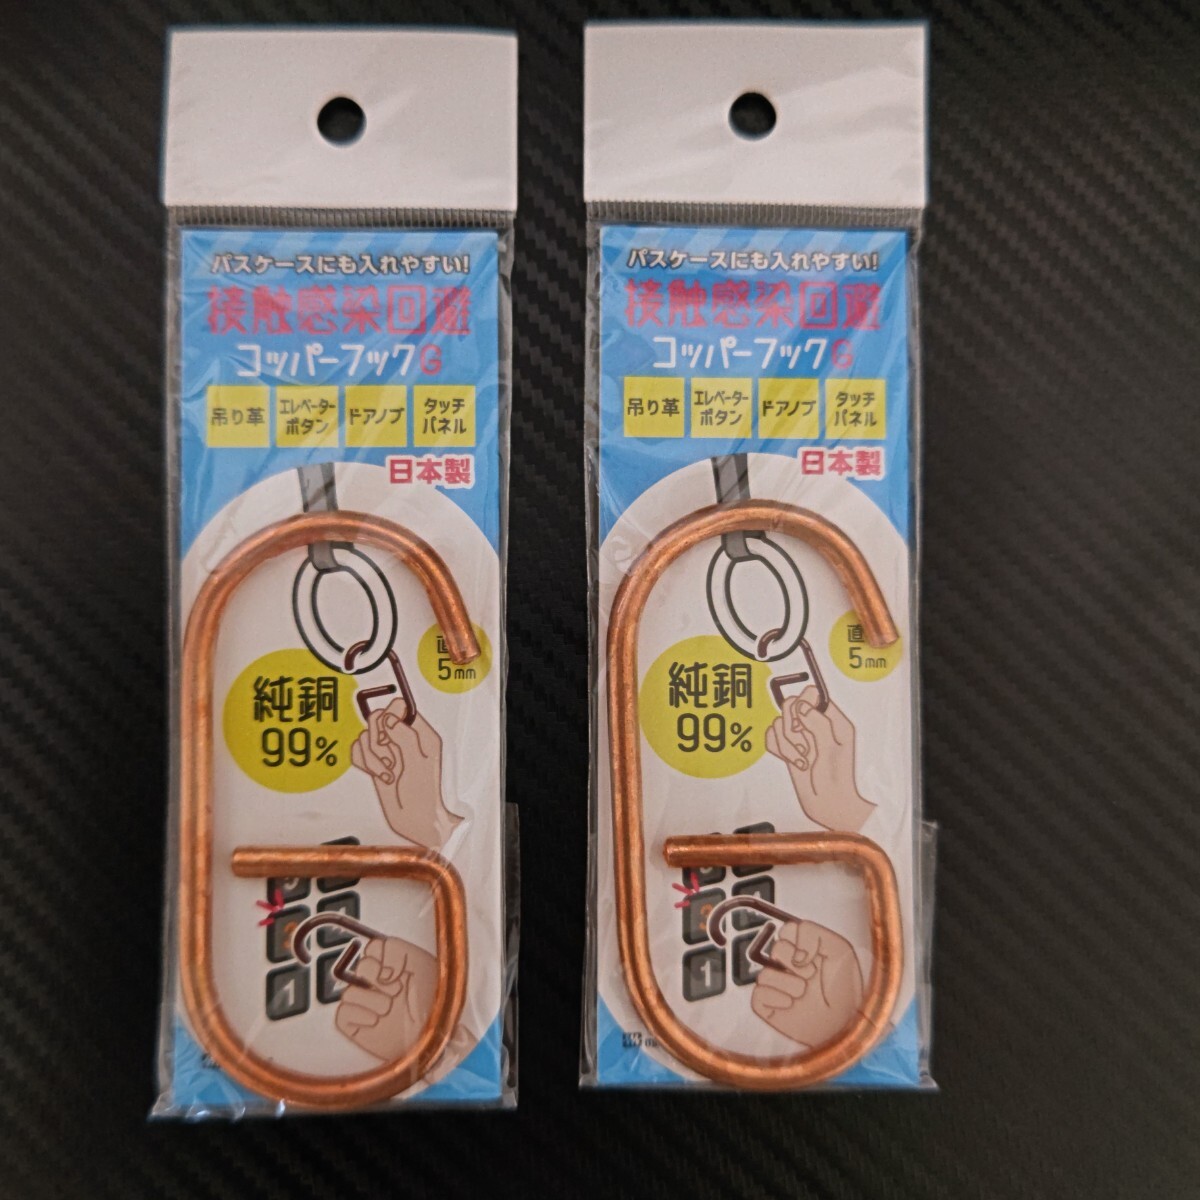 パスケースにも入れやすい!
接触感染回避
コッパーフックG
吊り革
エレベーター
ボタン
ドアノブ
タッチ
パネル
日本製
直
5mm
純銅
99%
1
パスケースにも入れやすい!
接触感染回避
コッパーフックG
吊り革
エレベーター
ボタン
ドアノブ
タッチ
パネル
日本製
直
5mm
純銅
99%
1